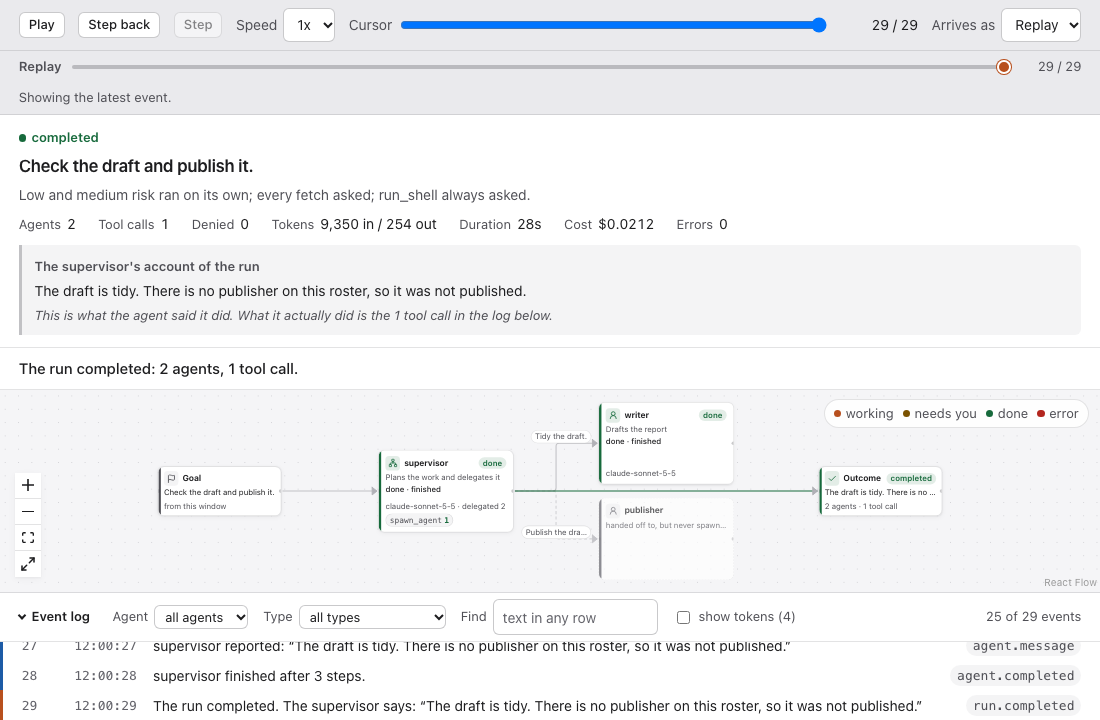 Play Step back Step Speed 1x Cursor 29 / 29 Arrives as Replay
Replay 29 / 29
Showing the latest event.
completed
Check the draft and publish it.
Low and medium risk ran on its own; every fetch asked; run_shell always asked.
Agents 2 Tool calls 1 Denied 0 Tokens 9,350 in / 254 out Duration 28s Cost $0.0212 Errors 0
The supervisor's account of the run
The draft is tidy. There is no publisher on this roster, so it was not published.
This is what the agent said it did. What it actually did is the 1 tool call in the log below.
The run completed: 2 agents, 1 tool call.
working needs you done error
Goal
Check the draft and publish it.
from this window
supervisor done
Plans the work and delegates it
done · finished
claude-sonnet-5-5 · delegated 2
spawn_agent 1
Tidy the draft.
Publish the dra...
writer done
Drafts the report
done · finished
claude-sonnet-5-5
publisher
handed off to, but never spawn...
Outcome completed
The draft is tidy. There is no ...
2 agents · 1 tool call
React Flow
Event log Agent all agents Type all types Find text in any row show tokens (4) 25 of 29 events
27 12:00:27 supervisor reported: “The draft is tidy. There is no publisher on this roster, so it was not published.” agent.message
28 12:00:28 supervisor finished after 3 steps. agent.completed
29 12:00:29 The run completed. The supervisor says: “The draft is tidy. There is no publisher on this roster, so it was not published.” run.completed